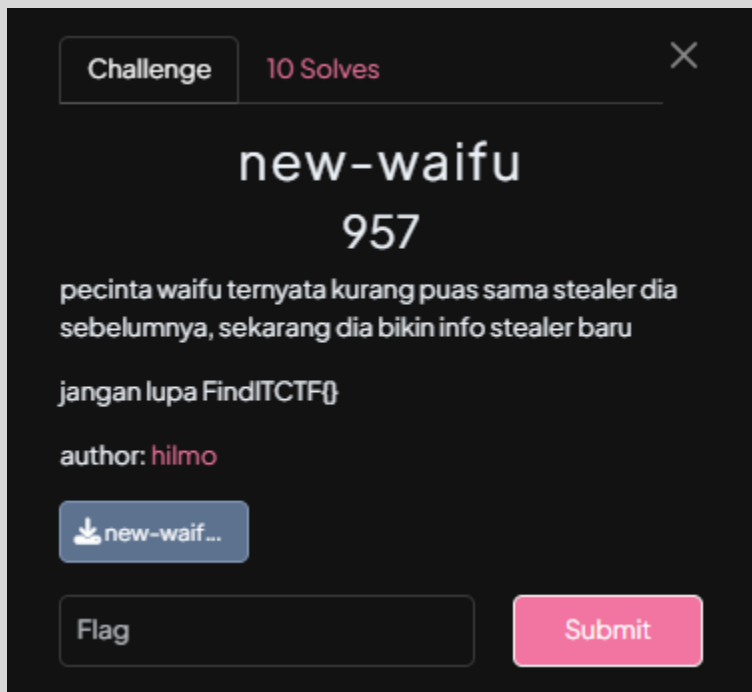 Challenge
10 Solves
new-waifu
957
pecinta waifu ternyata kurang puas sama stealer dia
sebelumnya, sekarang dia bikin info stealer baru
jangan lupa FindITCTF{}
author: hilmo
new-waif...
Flag
Submit